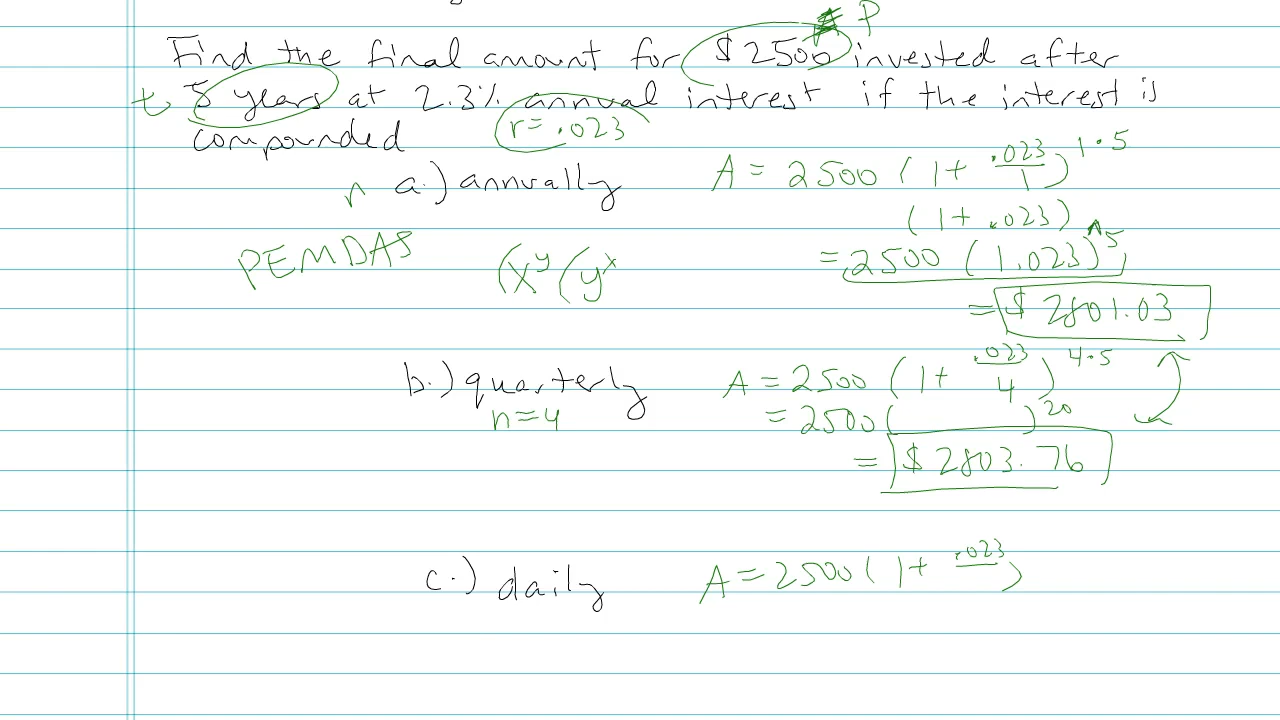 P
Find the final amount for $2500 invested after
t 5 years at 2.3% annual interest if the interest is
compounded r = .023
n a.) annually A = 2500 (1 + .023/1)^1·5
(1 + .023)
PEMDAS (x^y (y^x = 2500 (1.023)^5
= $2801.03
b.) quarterly A = 2500 (1 + .023/4)^4·5
n=4 = 2500 ( )^20
= $2803.76
c.) daily A = 2500 (1 + .023/ )